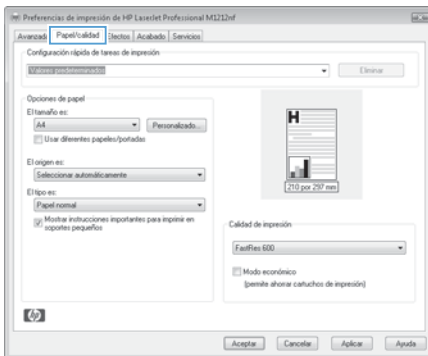 Preferencias de impresión de HP LaserJet Professional M1212nf
Avanzado Papel/calidad Efectos Acabado Servicios
Configuración rápida de tareas de impresión
Valores predeterminados Eliminar
Opciones de papel
El tamaño es:
A4 Personalizado...
Usar diferentes papeles/portadas
El origen es:
Seleccionar automáticamente
El tipo es:
Papel normal
Mostrar instrucciones importantes para imprimir en
soportes pequeños
H
210 por 297 mm
Calidad de impresión
FastRes 600
Modo económico
(permite ahorrar cartuchos de impresión)
hp
Aceptar Cancelar Aplicar Ayuda